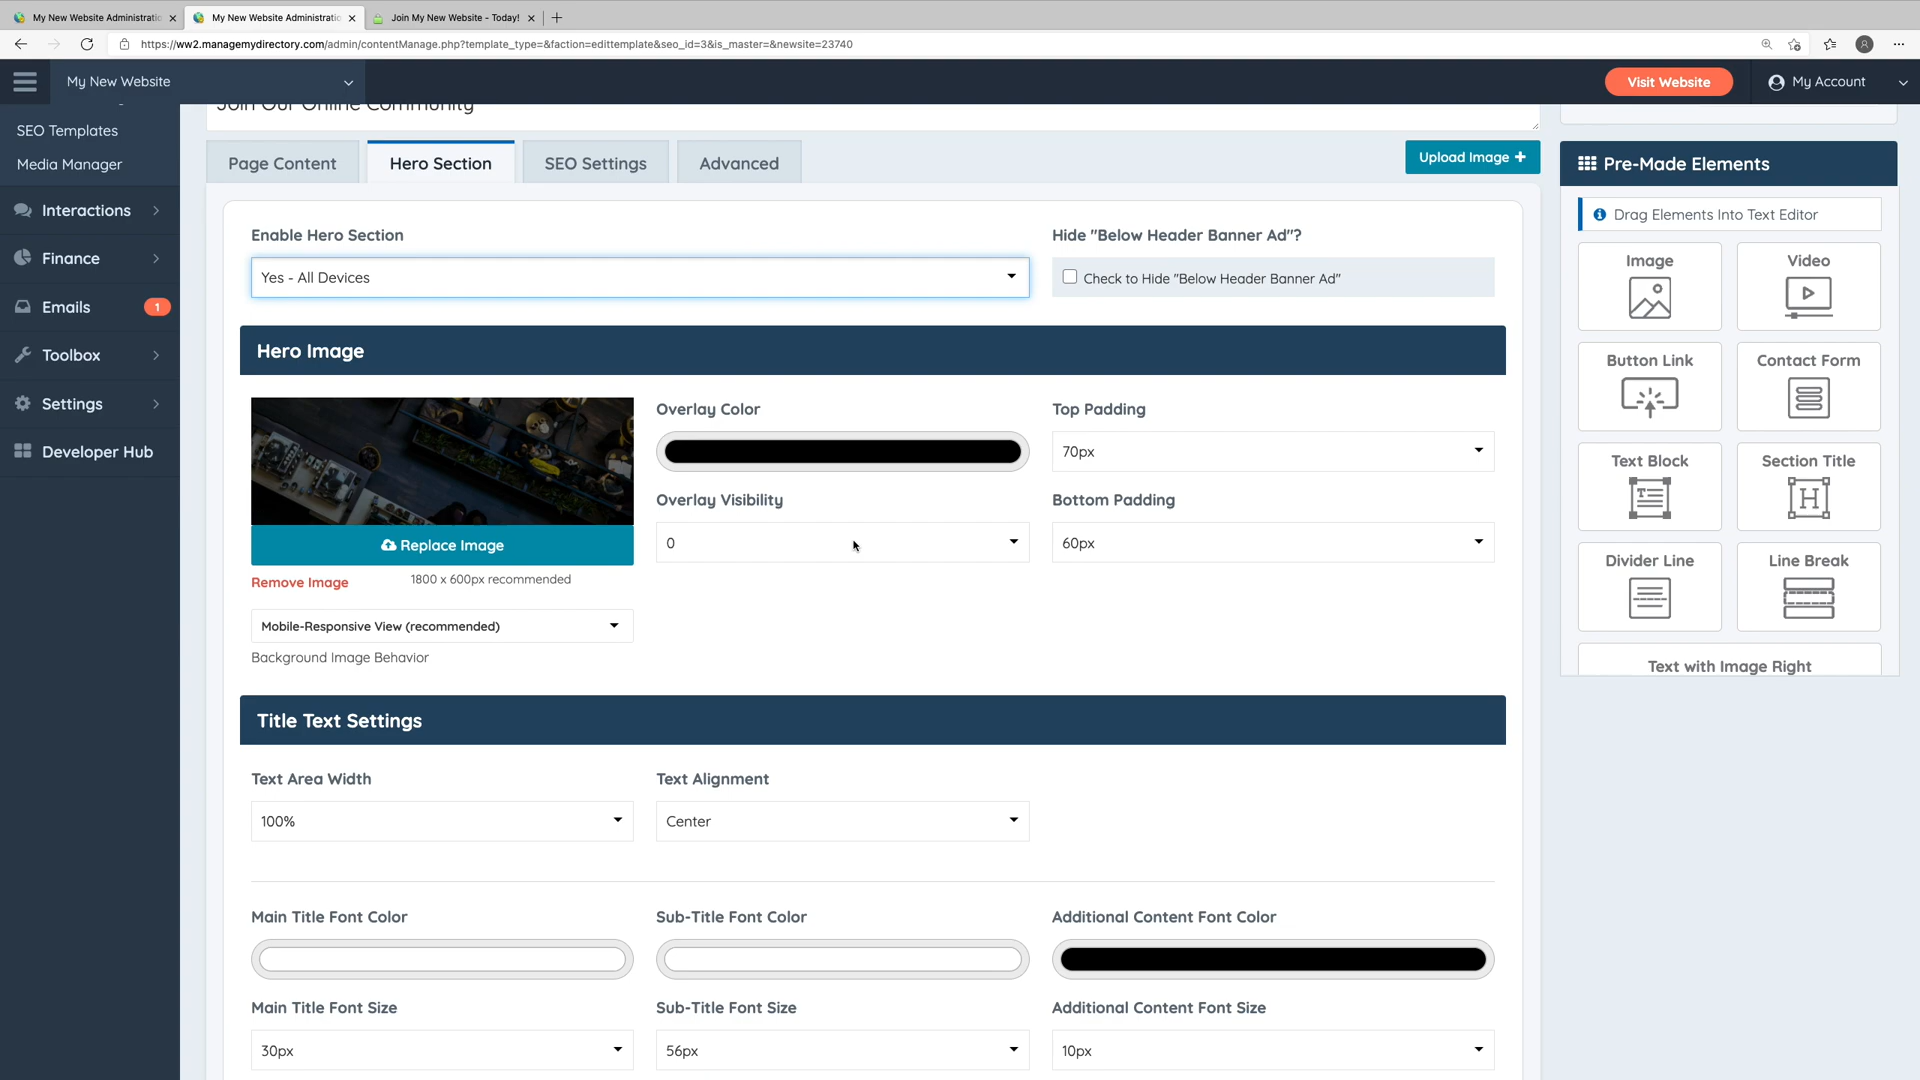 My New Website Administratio
My New Website Administratio
Join My New Website - Today!
https://ww2.managemydirectory.com/admin/contentManage.php?template_type=&faction=edittemplate&seo_id=3&is_master=&newsite=23740
My New Website
Visit Website
My Account
Join Our Online Community
SEO Templates
Media Manager
Interactions
Finance
Emails
1
Toolbox
Settings
Developer Hub
Page Content
Hero Section
SEO Settings
Advanced
Upload Image +
Enable Hero Section
Yes - All Devices
Hide "Below Header Banner Ad"?
Check to Hide "Below Header Banner Ad"
Hero Image
Replace Image
Remove Image
1800 x 600px recommended
Mobile-Responsive View (recommended)
Background Image Behavior
Overlay Color
Overlay Visibility
0
Top Padding
70px
Bottom Padding
60px
Title Text Settings
Text Area Width
100%
Text Alignment
Center
Main Title Font Color
Sub-Title Font Color
Additional Content Font Color
Main Title Font Size
30px
Sub-Title Font Size
56px
Additional Content Font Size
10px
Pre-Made Elements
Drag Elements Into Text Editor
Image
Video
Button Link
Contact Form
Text Block
Section Title
Divider Line
Line Break
Text with Image Right